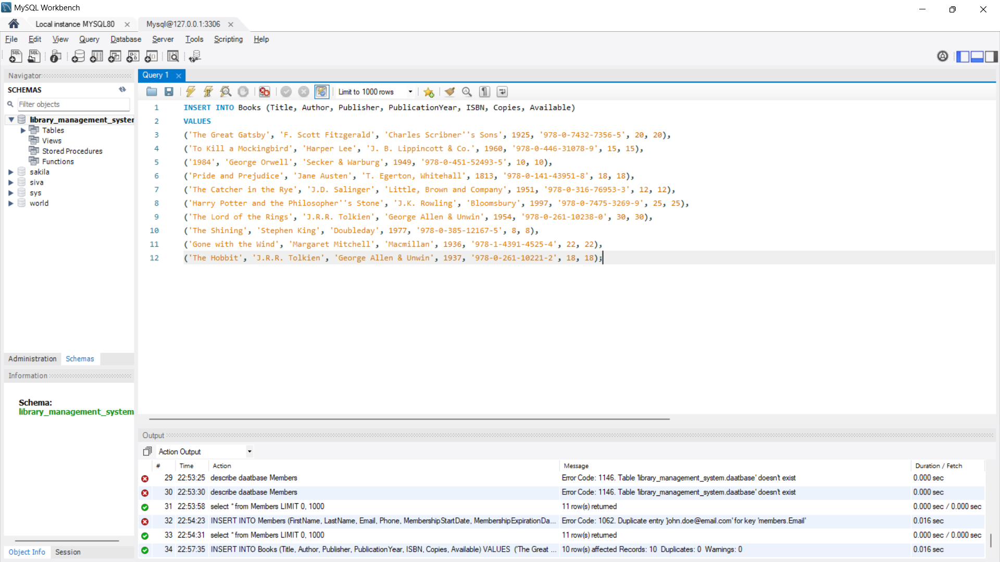 MySQL Workbench
Local instance MYSQL80
Mysql@127.0.0.1:3306
File Edit View Query Database Server Tools Scripting Help
Navigator
SCHEMAS
Filter objects
library_management_syster
Tables
Views
Stored Procedures
Functions
sakila
siva
sys
world
Administration Schemas
Information
Schema:
library_management_system
Object Info Session
Query 1
Limit to 1000 rows
1 INSERT INTO Books (Title, Author, Publisher, PublicationYear, ISBN, Copies, Available)
2 VALUES
3 ('The Great Gatsby', 'F. Scott Fitzgerald', 'Charles Scribner''s Sons', 1925, '978-0-7432-7356-5', 20, 20),
4 ('To Kill a Mockingbird', 'Harper Lee', 'J. B. Lippincott & Co.', 1960, '978-0-446-31078-9', 15, 15),
5 ('1984', 'George Orwell', 'Secker & Warburg', 1949, '978-0-451-52493-5', 10, 10),
6 ('Pride and Prejudice', 'Jane Austen', 'T. Egerton, Whitehall', 1813, '978-0-141-43951-8', 18, 18),
7 ('The Catcher in the Rye', 'J.D. Salinger', 'Little, Brown and Company', 1951, '978-0-316-76953-3', 12, 12),
8 ('Harry Potter and the Philosopher''s Stone', 'J.K. Rowling', 'Bloomsbury', 1997, '978-0-7475-3269-9', 25, 25),
9 ('The Lord of the Rings', 'J.R.R. Tolkien', 'George Allen & Unwin', 1954, '978-0-261-10238-0', 30, 30),
10 ('The Shining', 'Stephen King', 'Doubleday', 1977, '978-0-385-12167-5', 8, 8),
11 ('Gone with the Wind', 'Margaret Mitchell', 'Macmillan', 1936, '978-1-4391-4525-4', 22, 22),
12 ('The Hobbit', 'J.R.R. Tolkien', 'George Allen & Unwin', 1937, '978-0-261-10221-2', 18, 18);
Output
Action Output
# Time Action Message Duration / Fetch
29 22:53:25 describe daatbase Members Error Code: 1146. Table 'library_management_system.daatbase' doesn't exist 0.000 sec
30 22:53:30 describe daatbase Members Error Code: 1146. Table 'library_management_system.daatbase' doesn't exist 0.000 sec
31 22:53:58 select * from Members LIMIT 0, 1000 11 row(s) returned 0.000 sec / 0.000 sec
32 22:54:23 INSERT INTO Members (FirstName, LastName, Email, Phone, MembershipStartDate, MembershipExpirationDa... Error Code: 1062. Duplicate entry 'john.doe@email.com' for key 'members.Email' 0.016 sec
33 22:54:31 select * from Members LIMIT 0, 1000 11 row(s) returned 0.000 sec / 0.000 sec
34 22:57:35 INSERT INTO Books (Title, Author, Publisher, PublicationYear, ISBN, Copies, Available) VALUES ('The Great ... 10 row(s) affected Records: 10 Duplicates: 0 Warnings: 0 0.016 sec